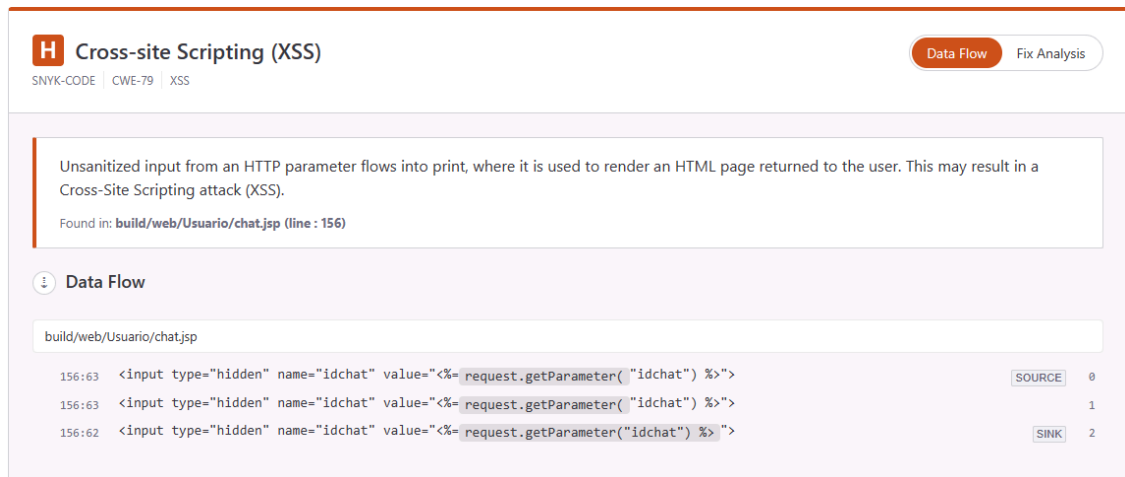 H Cross-site Scripting (XSS)
Data Flow Fix Analysis
SNYK-CODE CWE-79 XSS
Unsanitized input from an HTTP parameter flows into print, where it is used to render an HTML page returned to the user. This may result in a
Cross-Site Scripting attack (XSS).
Found in: build/web/Usuario/chat.jsp (line : 156)
Data Flow
build/web/Usuario/chat.jsp
156:63 <input type="hidden" name="idchat" value="<%= request.getParameter( "idchat") %>"> SOURCE 0
156:63 <input type="hidden" name="idchat" value="<%= request.getParameter( "idchat") %>"> 1
156:62 <input type="hidden" name="idchat" value="<%= request.getParameter("idchat") %> "> SINK 2